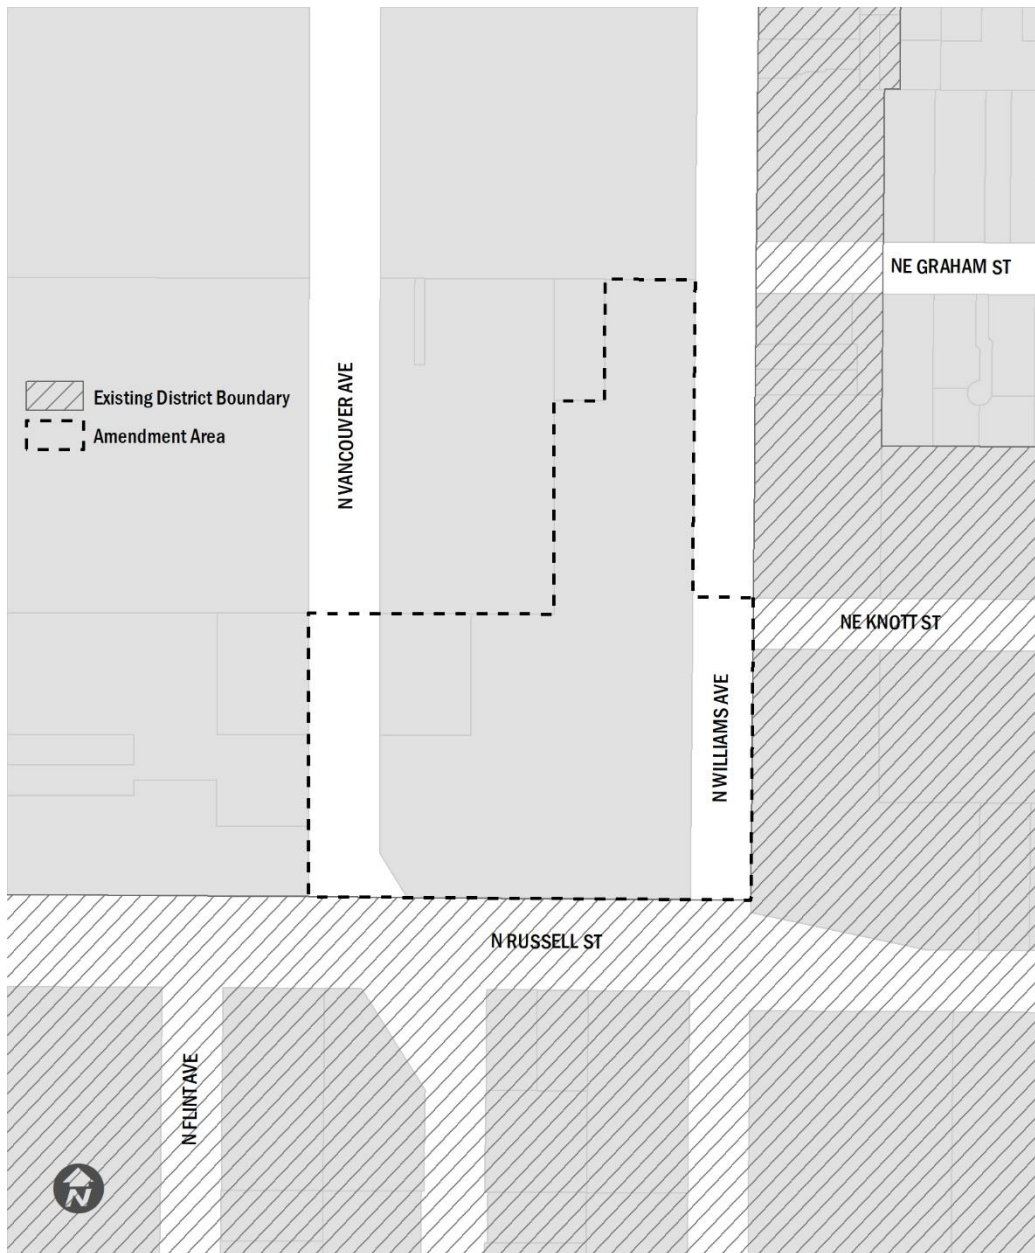 NE GRAHAM ST
N VANCOUVER AVE
Existing District Boundary
Amendment Area
NE KNOTT ST
N WILLIAMS AVE
N RUSSELL ST
N FLINT AVE
N